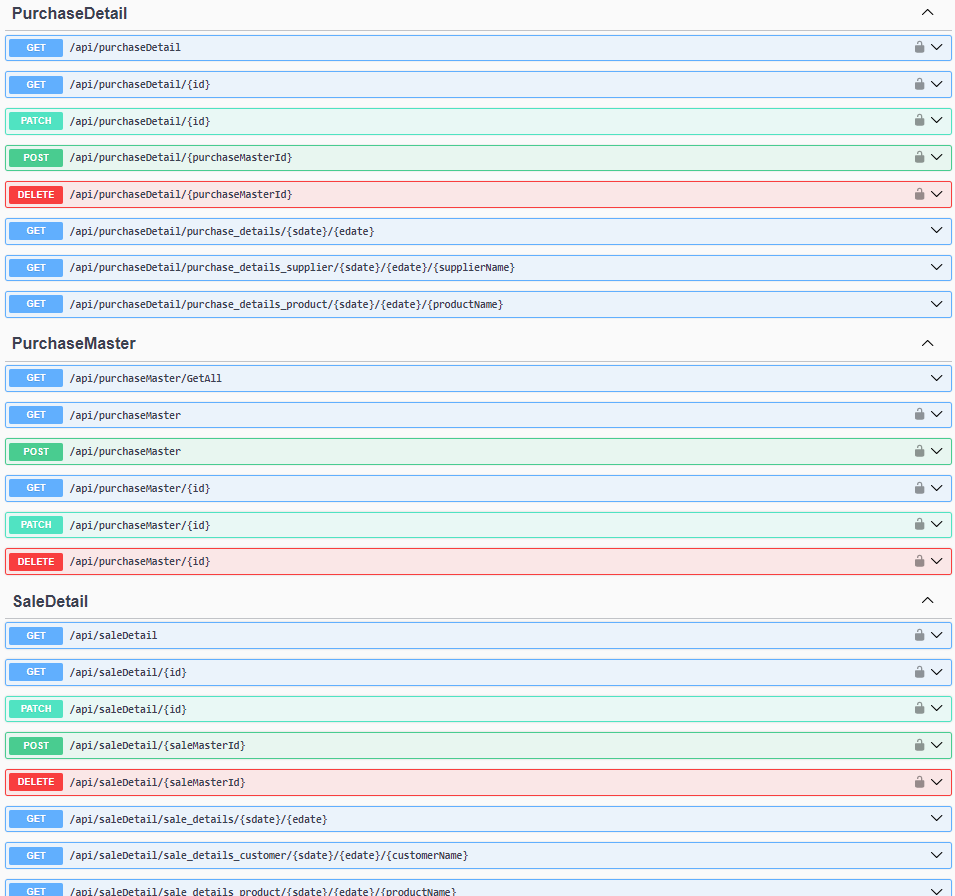 PurchaseDetail
GET /api/purchaseDetail
GET /api/purchaseDetail/{id}
PATCH /api/purchaseDetail/{id}
POST /api/purchaseDetail/{purchaseMasterId}
DELETE /api/purchaseDetail/{purchaseMasterId}
GET /api/purchaseDetail/purchase_details/{sdate}/{edate}
GET /api/purchaseDetail/purchase_details_supplier/{sdate}/{edate}/{supplierName}
GET /api/purchaseDetail/purchase_details_product/{sdate}/{edate}/{productName}
PurchaseMaster
GET /api/purchaseMaster/GetAll
GET /api/purchaseMaster
POST /api/purchaseMaster
GET /api/purchaseMaster/{id}
PATCH /api/purchaseMaster/{id}
DELETE /api/purchaseMaster/{id}
SaleDetail
GET /api/saleDetail
GET /api/saleDetail/{id}
PATCH /api/saleDetail/{id}
POST /api/saleDetail/{saleMasterId}
DELETE /api/saleDetail/{saleMasterId}
GET /api/saleDetail/sale_details/{sdate}/{edate}
GET /api/saleDetail/sale_details_customer/{sdate}/{edate}/{customerName}
GET /api/saleDetail/sale_details_product/{sdate}/{edate}/{productName}